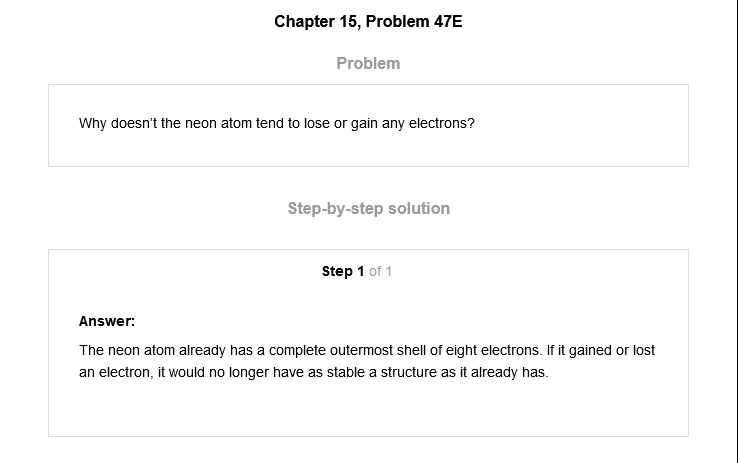 Chapter 15, Problem 47E
Problem
Why doesn't the neon atom tend to lose or gain any electrons?
Step-by-step solution
Step 1 of 1
Answer:
The neon atom already has a complete outermost shell of eight electrons. If it gained or lost
an electron, it would no longer have as stable a structure as it already has.